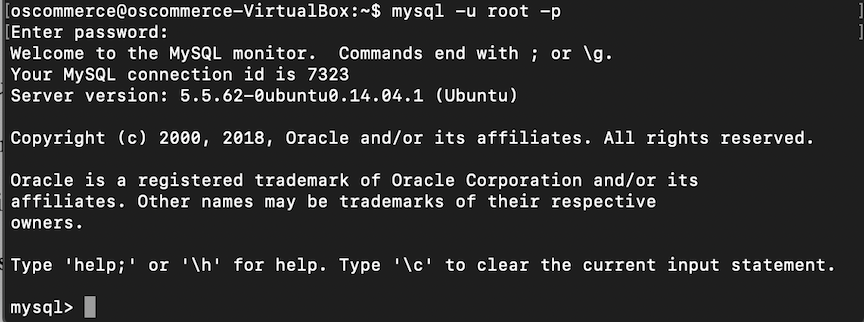 [oscommerce@oscommerce-VirtualBox:~$ mysql -u root -p ]
[Enter password: ]
Welcome to the MySQL monitor.  Commands end with ; or \g.
Your MySQL connection id is 7323
Server version: 5.5.62-0ubuntu0.14.04.1 (Ubuntu)
Copyright (c) 2000, 2018, Oracle and/or its affiliates. All rights reserved.
Oracle is a registered trademark of Oracle Corporation and/or its
affiliates. Other names may be trademarks of their respective
owners.
Type 'help;' or '\h' for help. Type '\c' to clear the current input statement.
mysql>